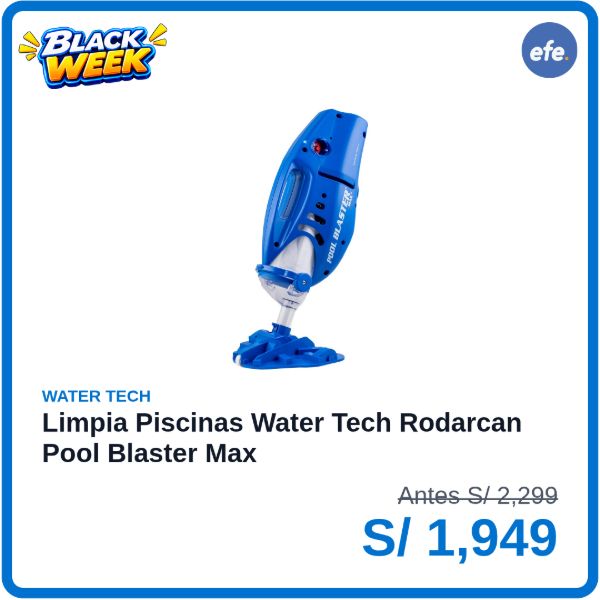 BLACK
WEEK
efe.
POOL BLASTER
WATER TECH
Limpia Piscinas Water Tech Rodarcan
Pool Blaster Max
Antes S/ 2,299
S/ 1,949